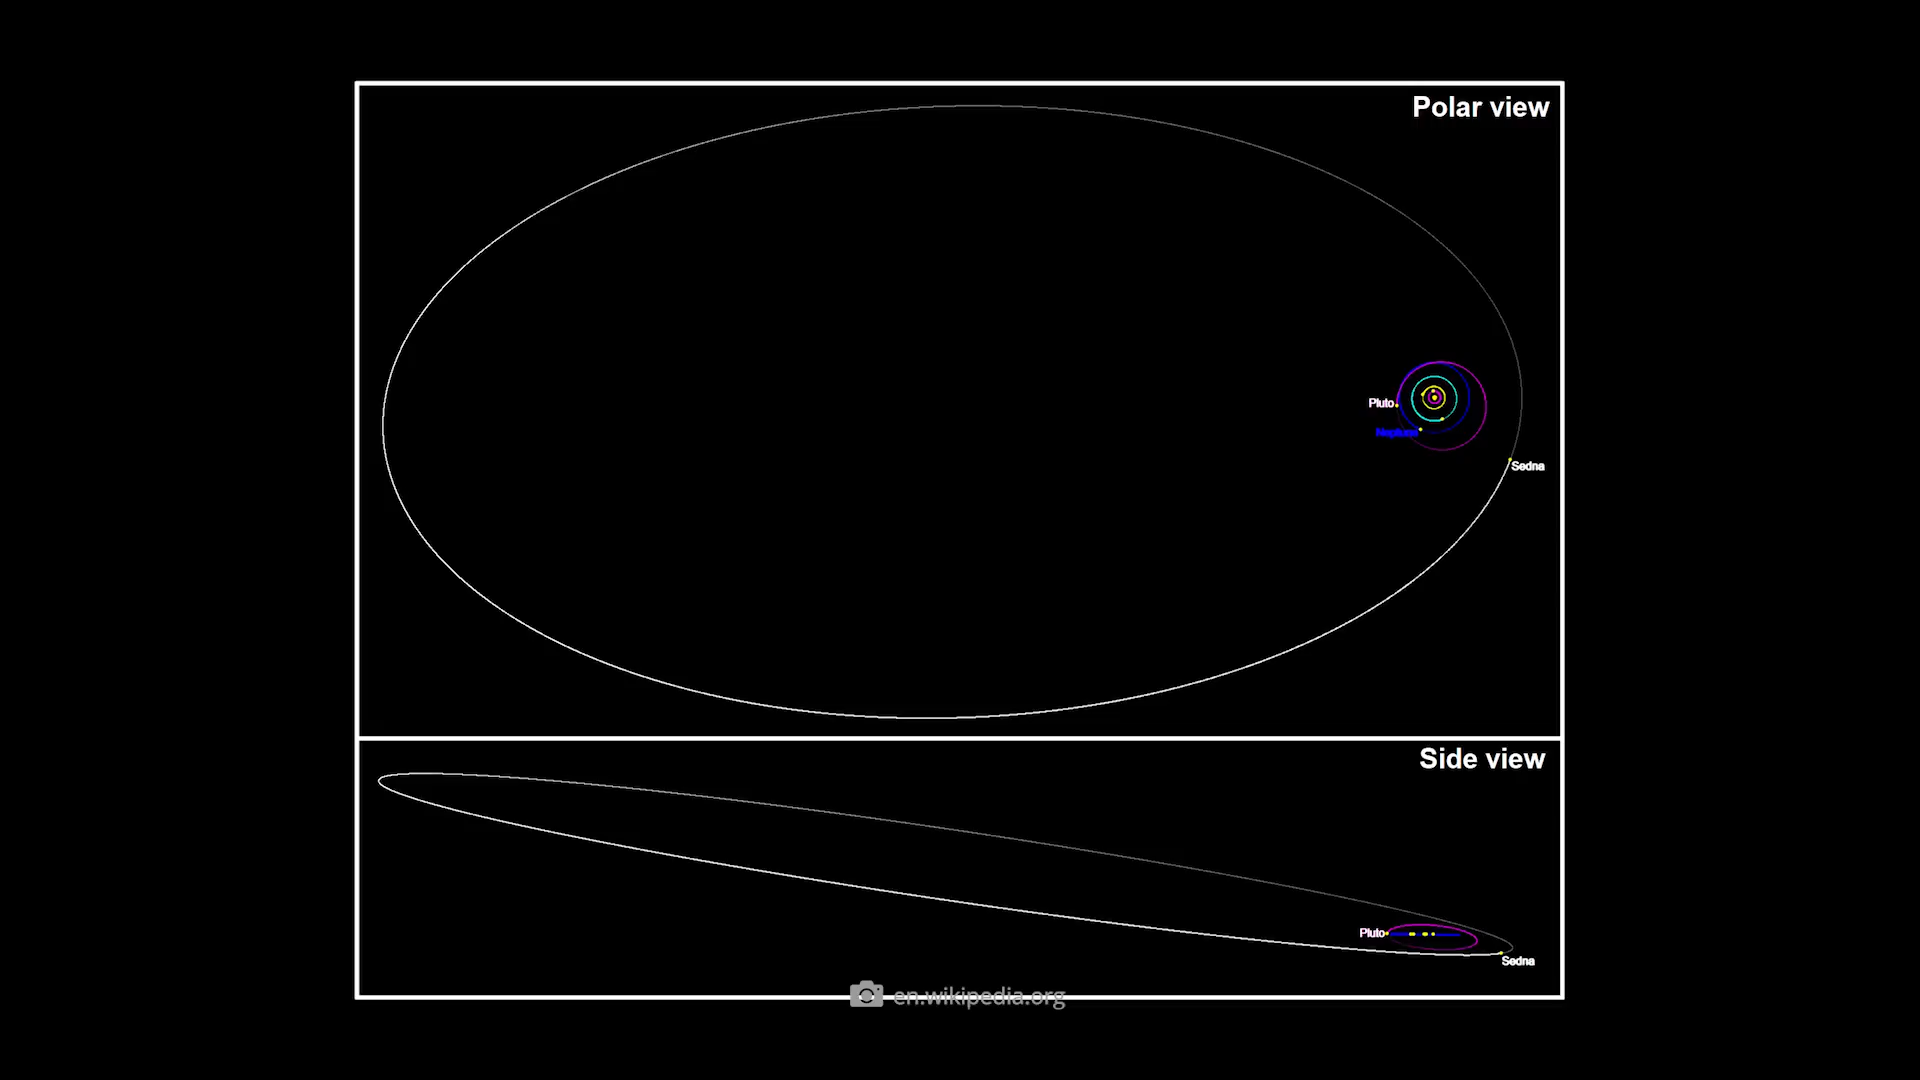 Polar view
Pluto
Neptune
Sedna
Side view
Pluto
Sedna
en.wikipedia.org